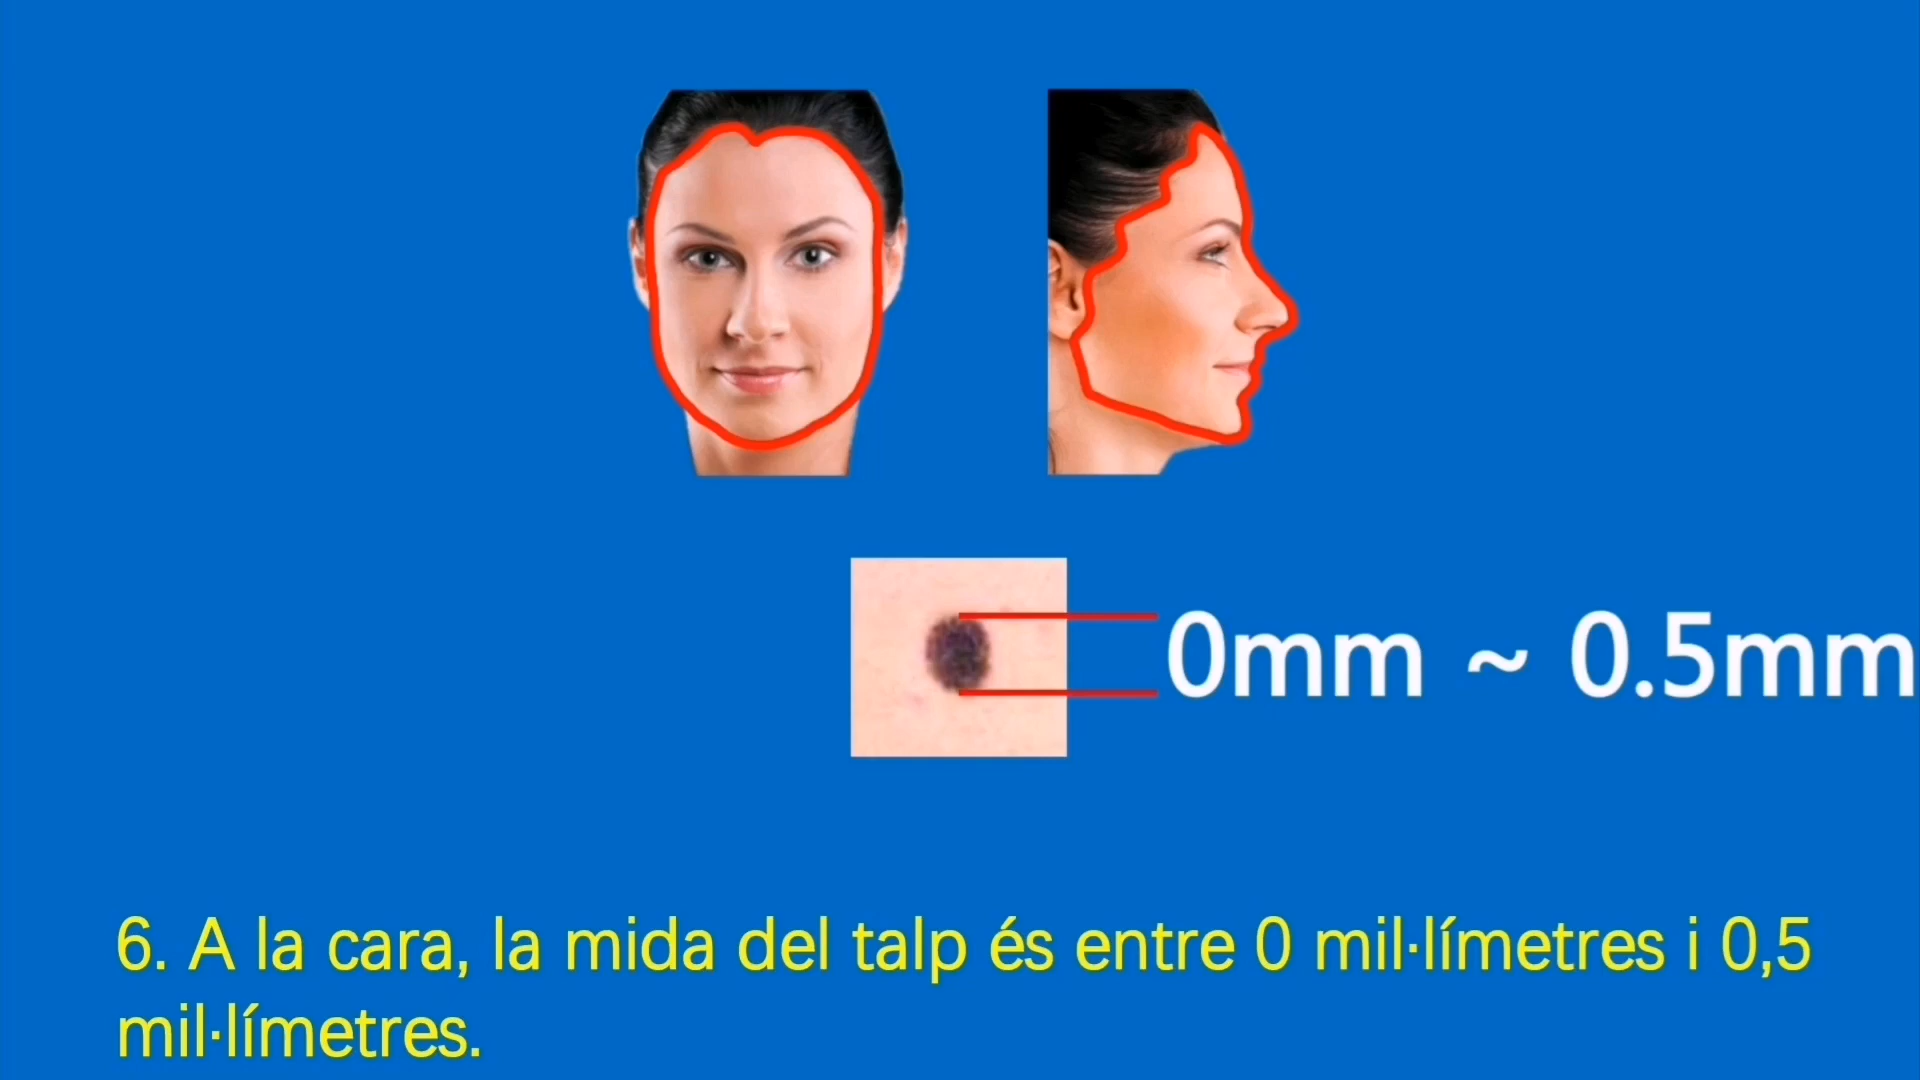 0mm ~ 0.5mm
6. A la cara, la mida del talp és entre 0 mil·límetres i 0,5
mil·límetres.